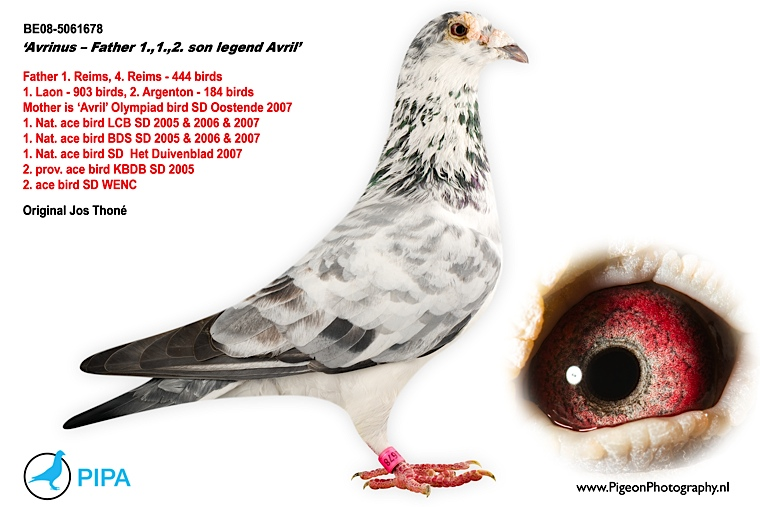 BE08-5061678
‘Avrinus – Father 1.,1.,2. son legend Avril’
Father 1. Reims, 4. Reims - 444 birds
1. Laon - 903 birds, 2. Argenton - 184 birds
Mother is ‘Avril’ Olympiad bird SD Oostende 2007
1. Nat. ace bird LCB SD 2005 & 2006 & 2007
1. Nat. ace bird BDS SD 2005 & 2006 & 2007
1. Nat. ace bird SD  Het Duivenblad 2007
2. prov. ace bird KBDB SD 2005
2. ace bird SD WENC
Original Jos Thoné
PIPA
www.PigeonPhotography.nl